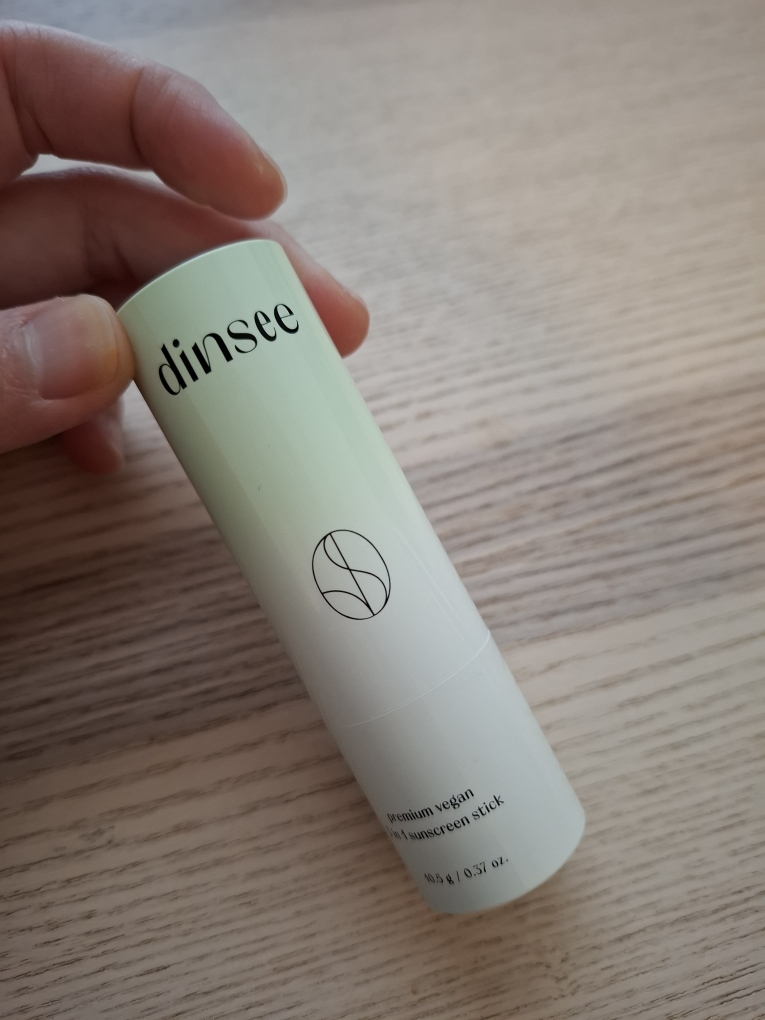 dinsee
premium vegan
in 1 sunscreen stick
10.5 g / 0.37 oz.